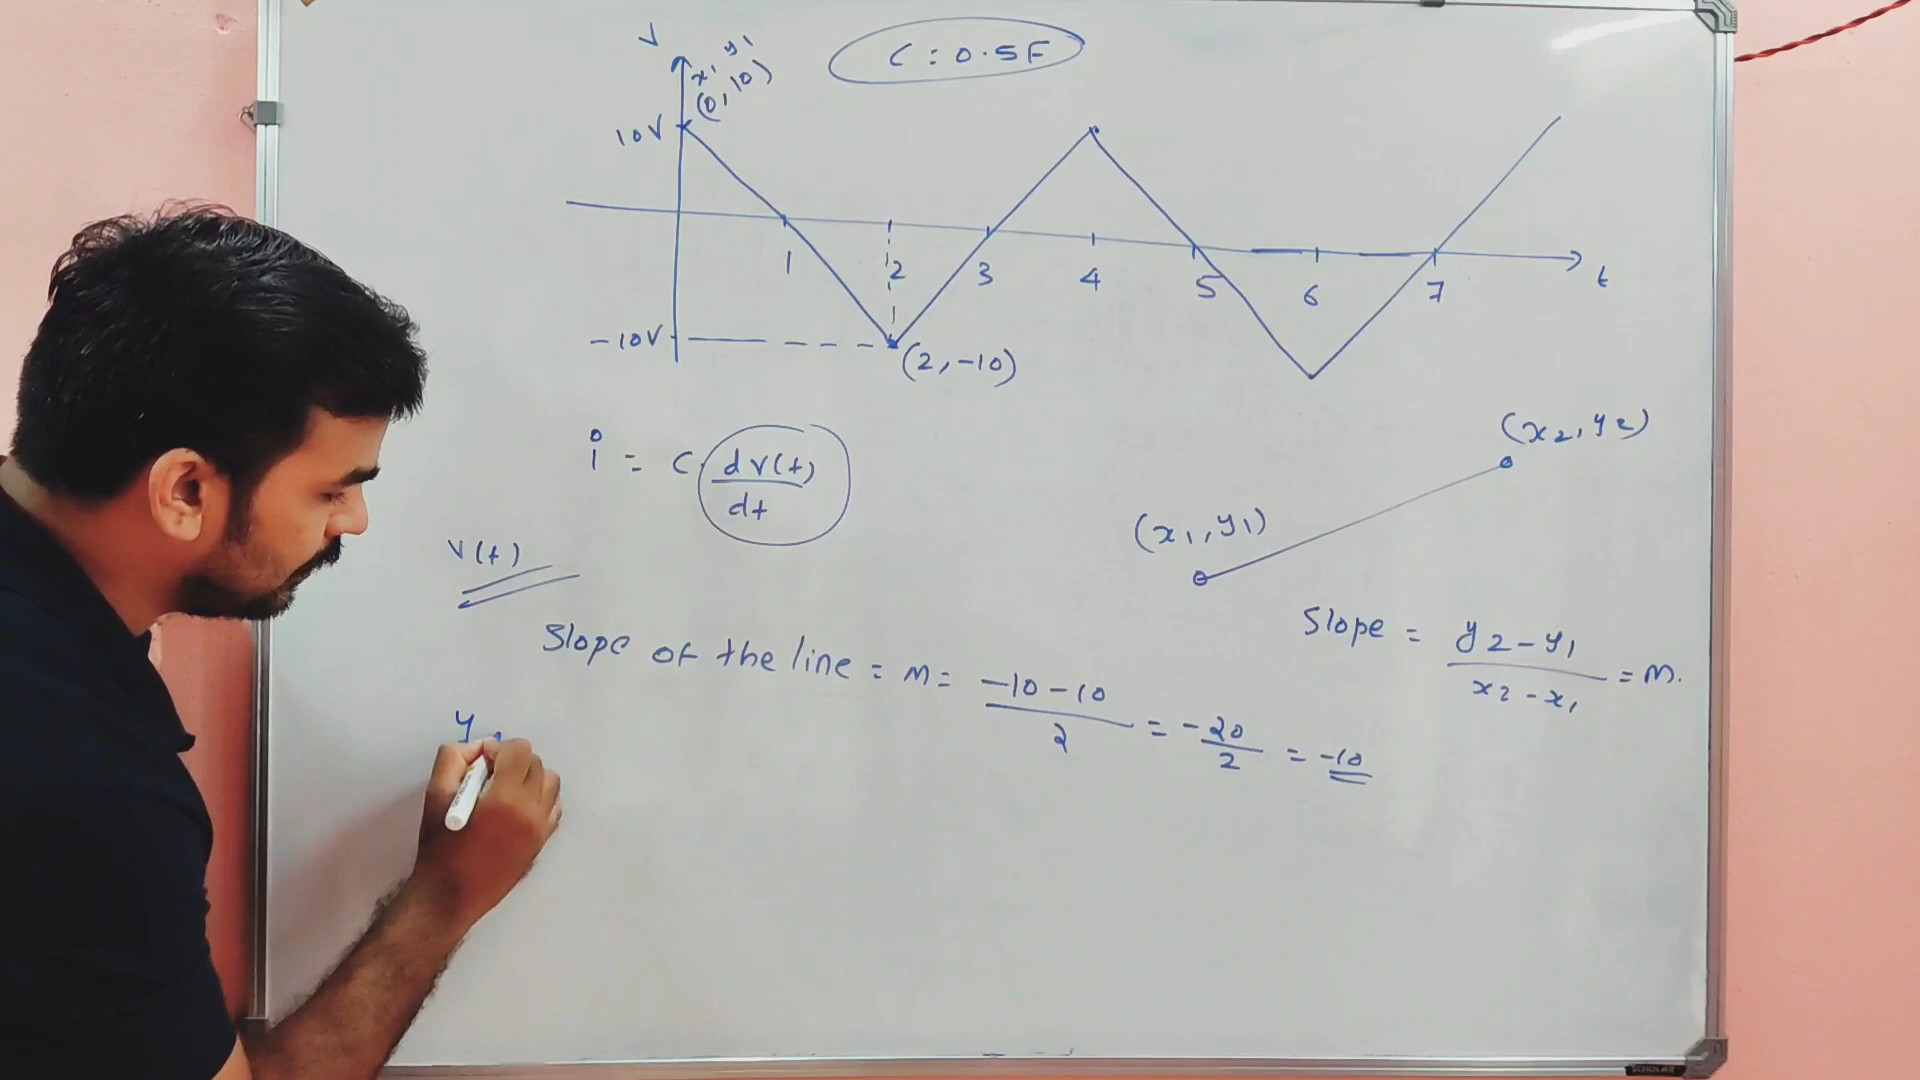 V
x1 y1
(0, 10)
C : 0.5F
10V
1 2 3 4 5 6 7
t
-10V
(2, -10)
i = C. dV(t)/dt
(x2, y2)
(x1, y1)
V(t)
Slope = y2-y1/x2-x1 = m.
Slope of the line = m = -10-10/2 = -20/2 = -10
y
SCHOLAR